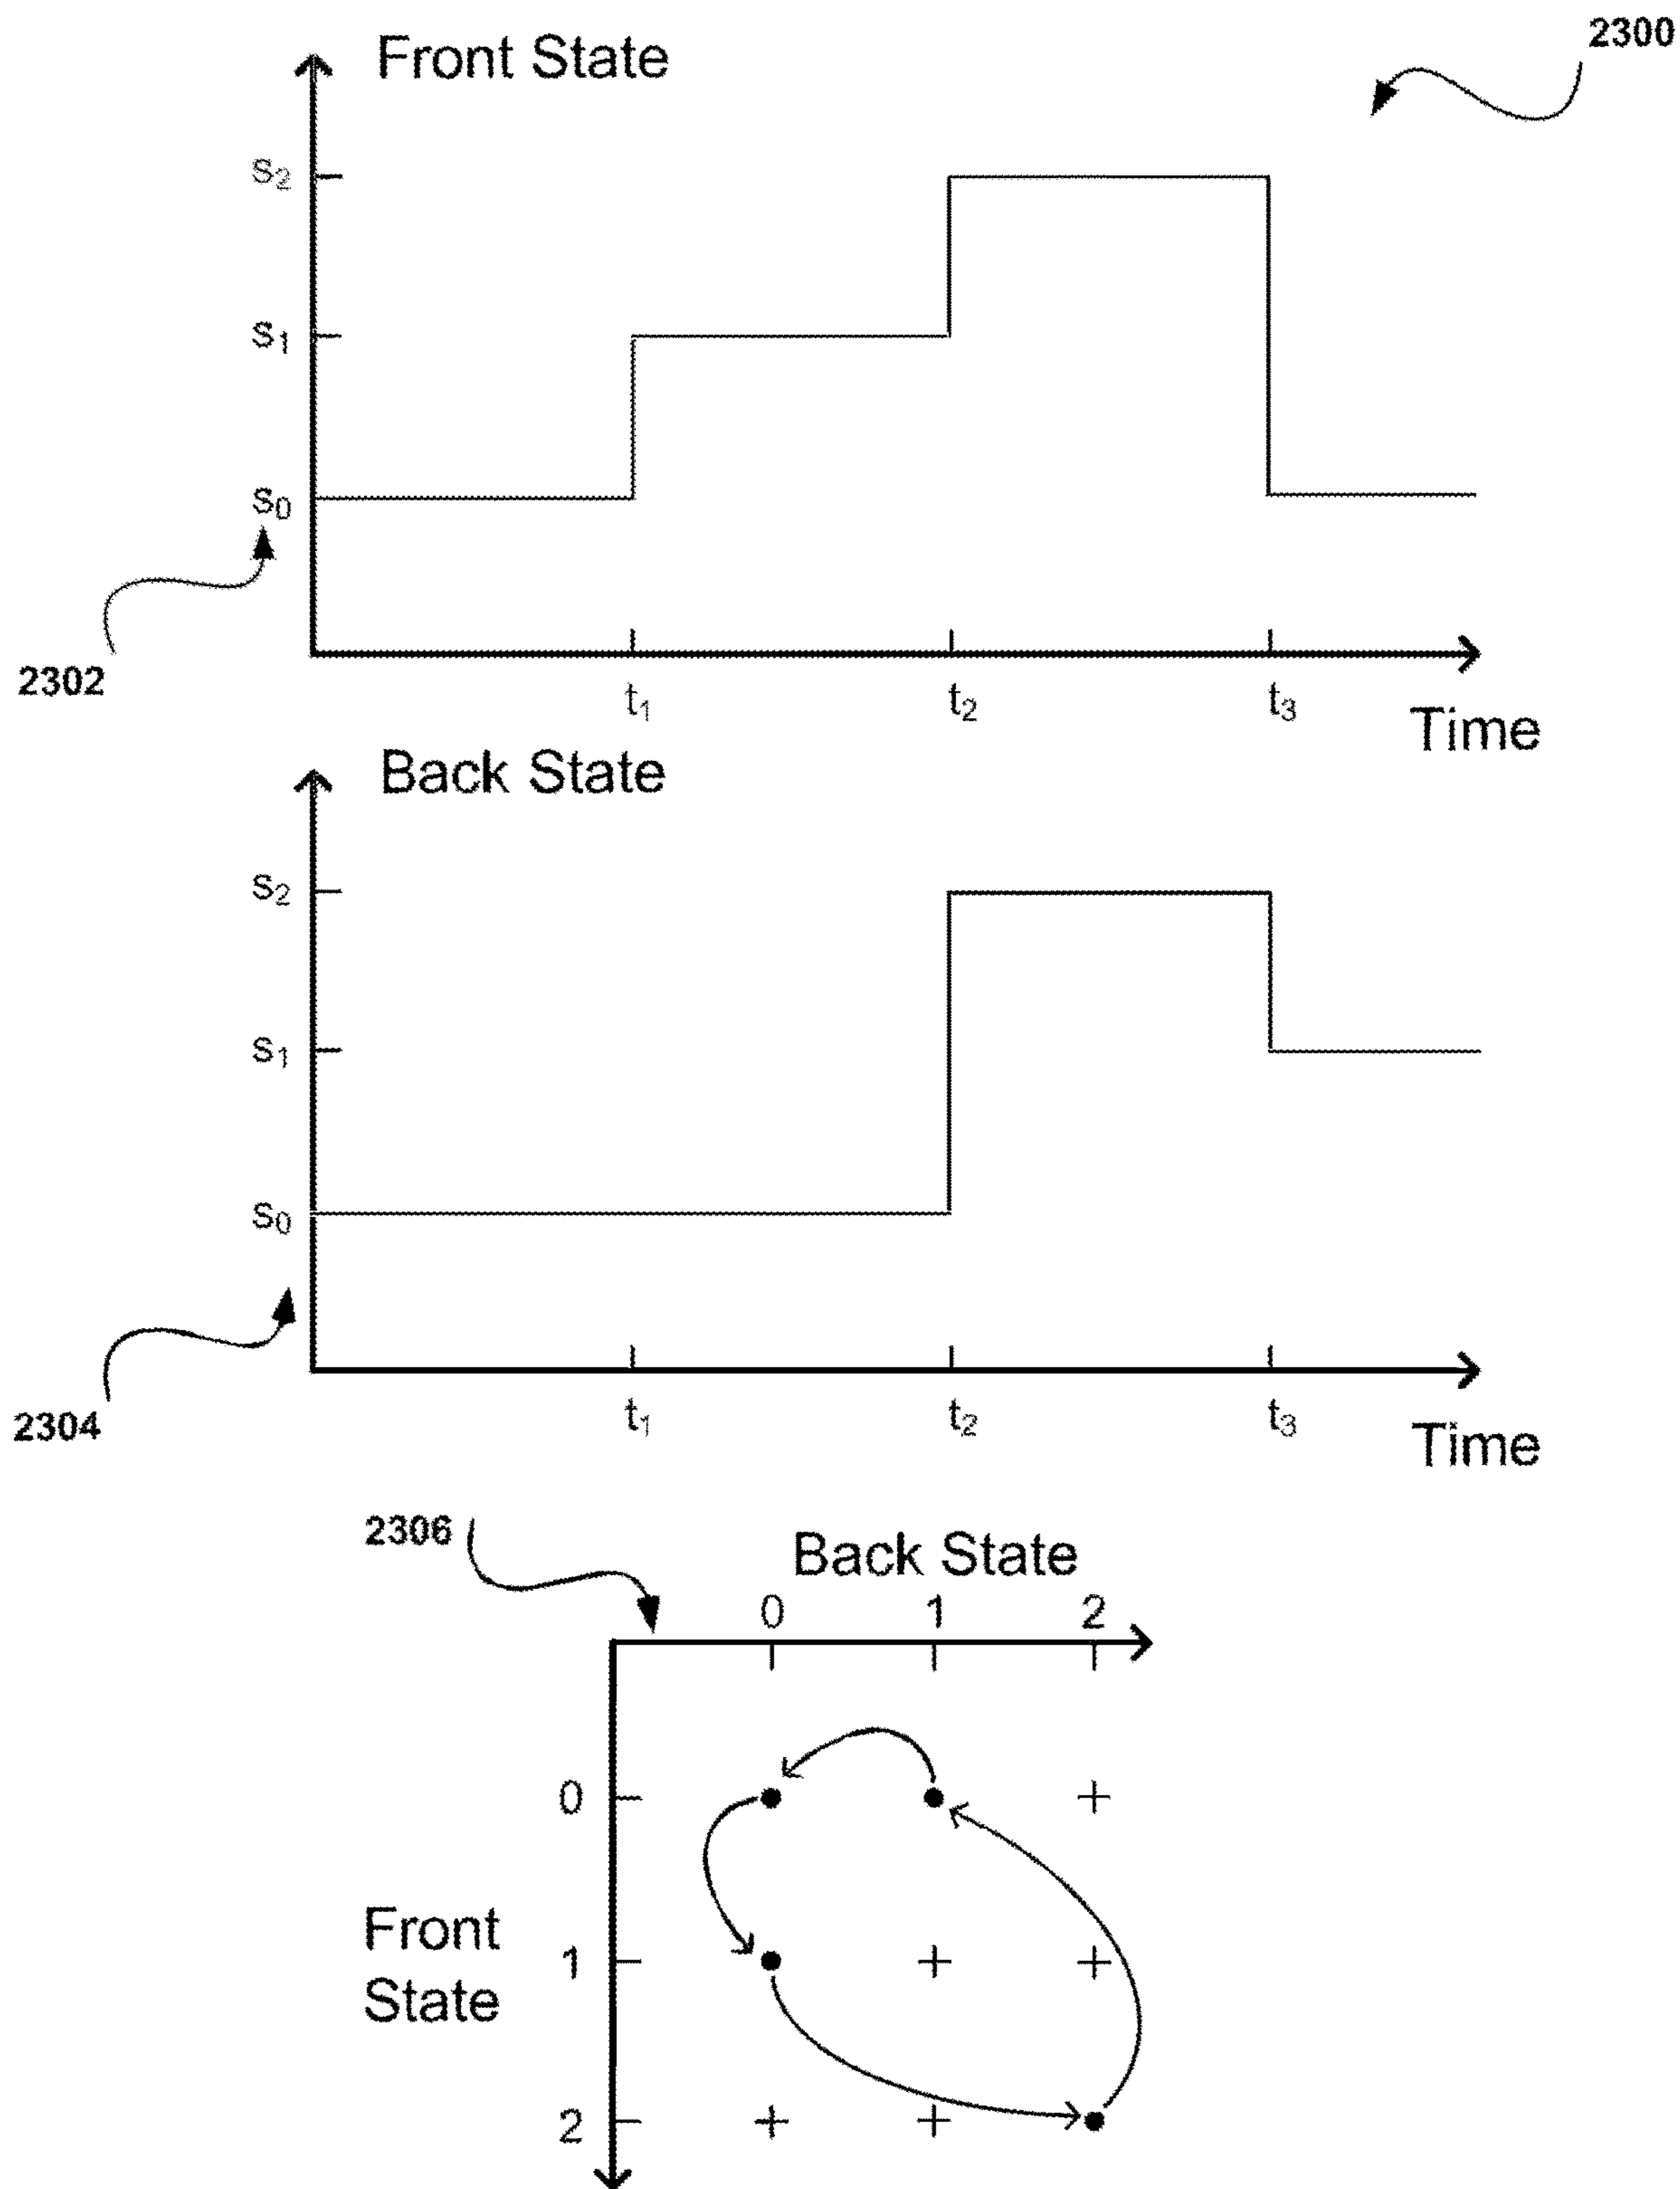 2300
Front State
S₂
S₁
S₀
2302
t₁ t₂ t₃
Time
Back State
S₂
S₁
S₀
2304
t₁ t₂ t₃
Time
2306
Back State
0 1 2
0
Front
State
1
2